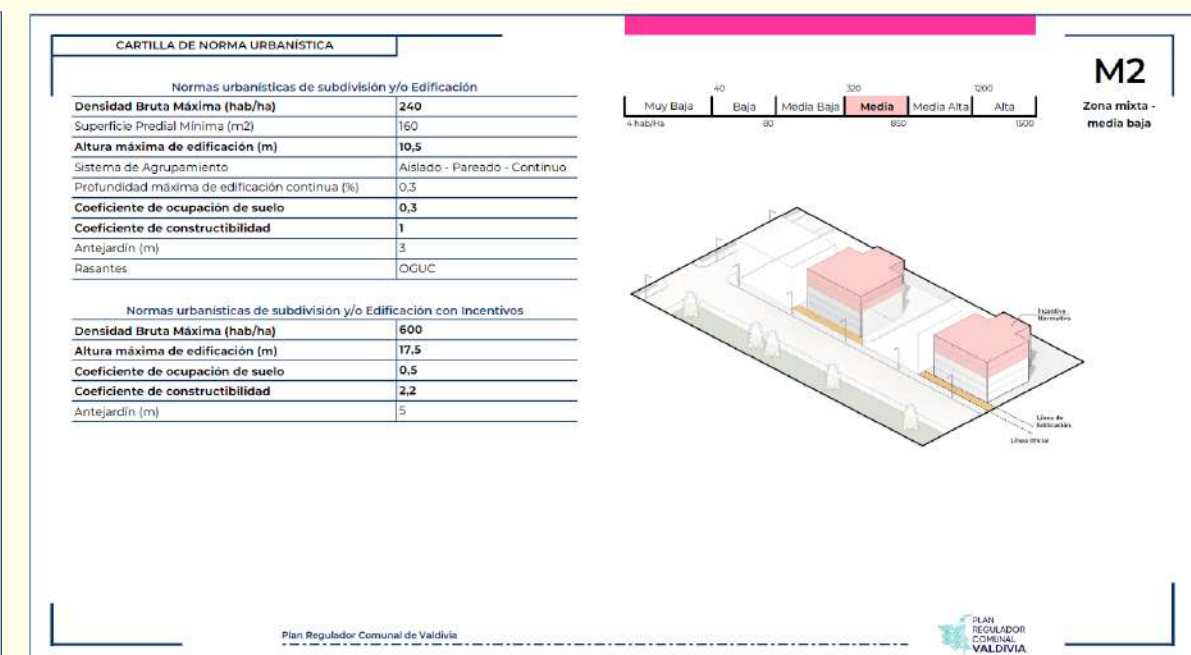 CARTILLA DE NORMA URBANÍSTICA
Normas urbanísticas de subdivisión y/o Edificación
Densidad Bruta Máxima (hab/ha) 240
Superficie Predial Mínima (m2) 160
Altura máxima de edificación (m) 10,5
Sistema de Agrupamiento Aislado - Pareado - Continuo
Profundidad máxima de edificación continua (%) 0,3
Coeficiente de ocupación de suelo 0,3
Coeficiente de constructibilidad 1
Antejardín (m) 3
Rasantes OGUC
Normas urbanísticas de subdivisión y/o Edificación con Incentivos
Densidad Bruta Máxima (hab/ha) 600
Altura máxima de edificación (m) 17,5
Coeficiente de ocupación de suelo 0,5
Coeficiente de constructibilidad 2,2
Antejardín (m) 5
40 320 1200
Muy Baja Baja Media Baja Media Media Alta Alta
4 hab/Ha 80 850 1500
M2
Zona mixta -
media baja
Incentivo
Normativo
Línea de
Edificación
Línea Oficial
Plan Regulador Comunal de Valdivia
PLAN
REGULADOR
COMUNAL
VALDIVIA